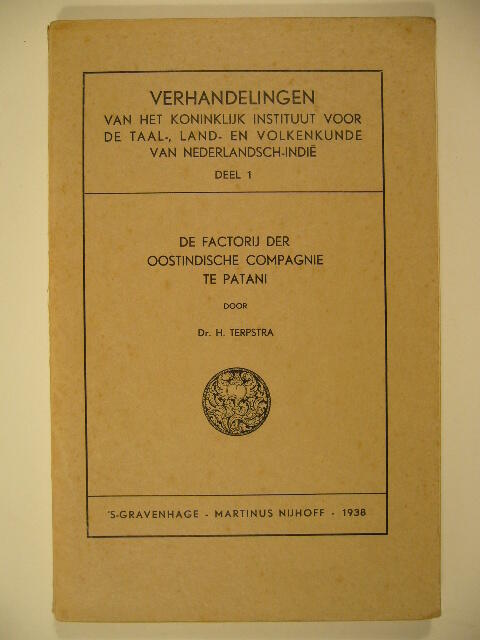 VERHANDELINGEN
VAN HET KONINKLIJK INSTITUUT VOOR
DE TAAL-, LAND- EN VOLKENKUNDE
VAN NEDERLANDSCH-INDIË
DEEL 1
DE FACTORIJ DER
OOSTINDISCHE COMPAGNIE
TE PATANI
DOOR
Dr. H. TERPSTRA
'S-GRAVENHAGE - MARTINUS NIJHOFF - 1938